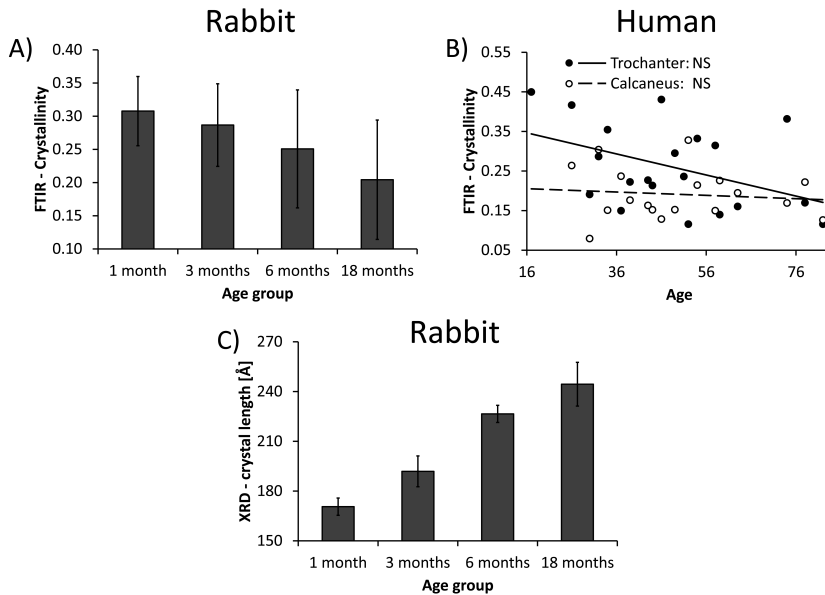 Rabbit
A)
0.40
0.35
0.30
0.25
0.20
0.15
0.10
FTIR - Crystallinity
1 month 3 months 6 months 18 months
Age group
Human
B)
0.55
0.45
0.35
0.25
0.15
0.05
FTIR - Crystallinity
Trochanter: NS
Calcaneus: NS
16 36 56 76
Age
Rabbit
C)
270
240
210
180
150
XRD - crystal length [Å]
1 month 3 months 6 months 18 months
Age group